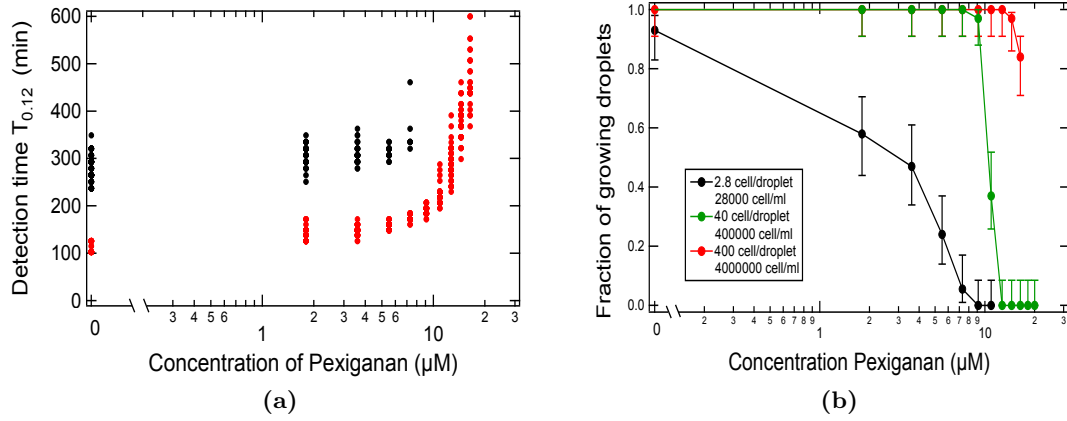 600
500
400
300
200
100
0
Detection time T0.12 (min)
0
3 4 5 6
1
2
3 4 5 6
10
2
3
Concentration of Pexiganan (µM)
(a)
1.0
0.8
0.6
0.4
0.2
0.0
Fraction of growing droplets
2.8 cell/droplet
28000 cell/ml
40 cell/droplet
400000 cell/ml
400 cell/droplet
4000000 cell/ml
0
2
3 4 5 6 7 8 9
1
2
3 4 5 6 7 8 9
10
2
3
Concentration Pexiganan (µM)
(b)